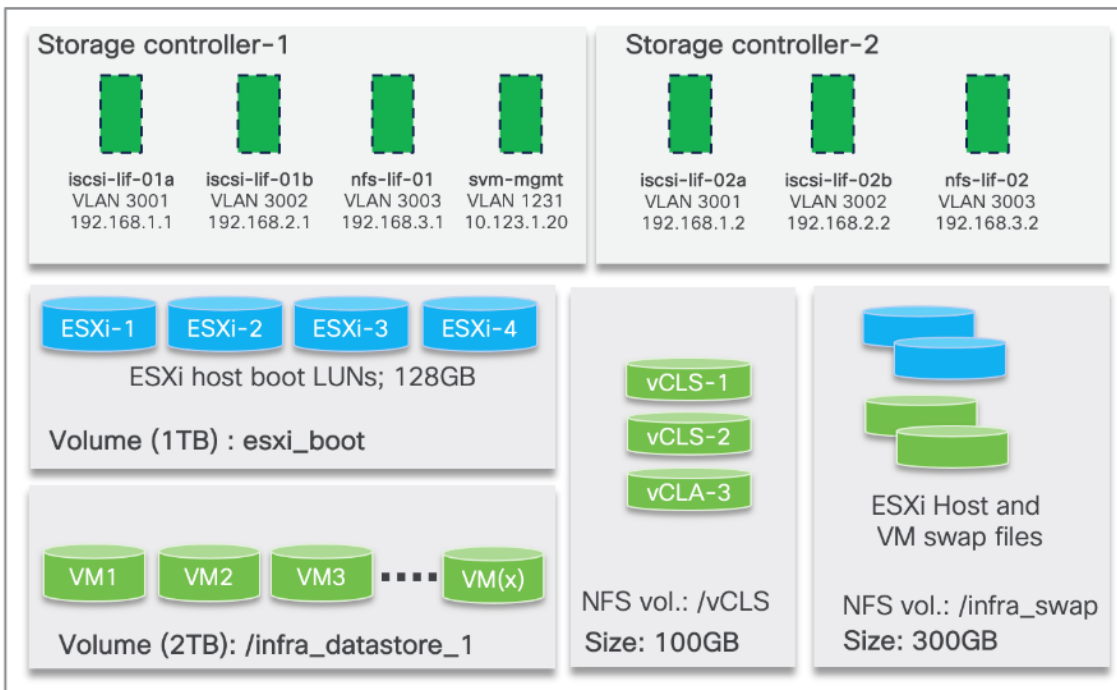 Storage controller-1
iscsi-lif-01a
VLAN 3001
192.168.1.1
iscsi-lif-01b
VLAN 3002
192.168.2.1
nfs-lif-01
VLAN 3003
192.168.3.1
svm-mgmt
VLAN 1231
10.123.1.20
Storage controller-2
iscsi-lif-02a
VLAN 3001
192.168.1.2
iscsi-lif-02b
VLAN 3002
192.168.2.2
nfs-lif-02
VLAN 3003
192.168.3.2
ESXi-1
ESXi-2
ESXi-3
ESXi-4
ESXi host boot LUNs; 128GB
Volume (1TB) : esxi_boot
VM1
VM2
VM3
VM(x)
Volume (2TB): /infra_datastore_1
vCLS-1
vCLS-2
vCLA-3
NFS vol.: /vCLS
Size: 100GB
ESXi Host and
VM swap files
NFS vol.: /infra_swap
Size: 300GB